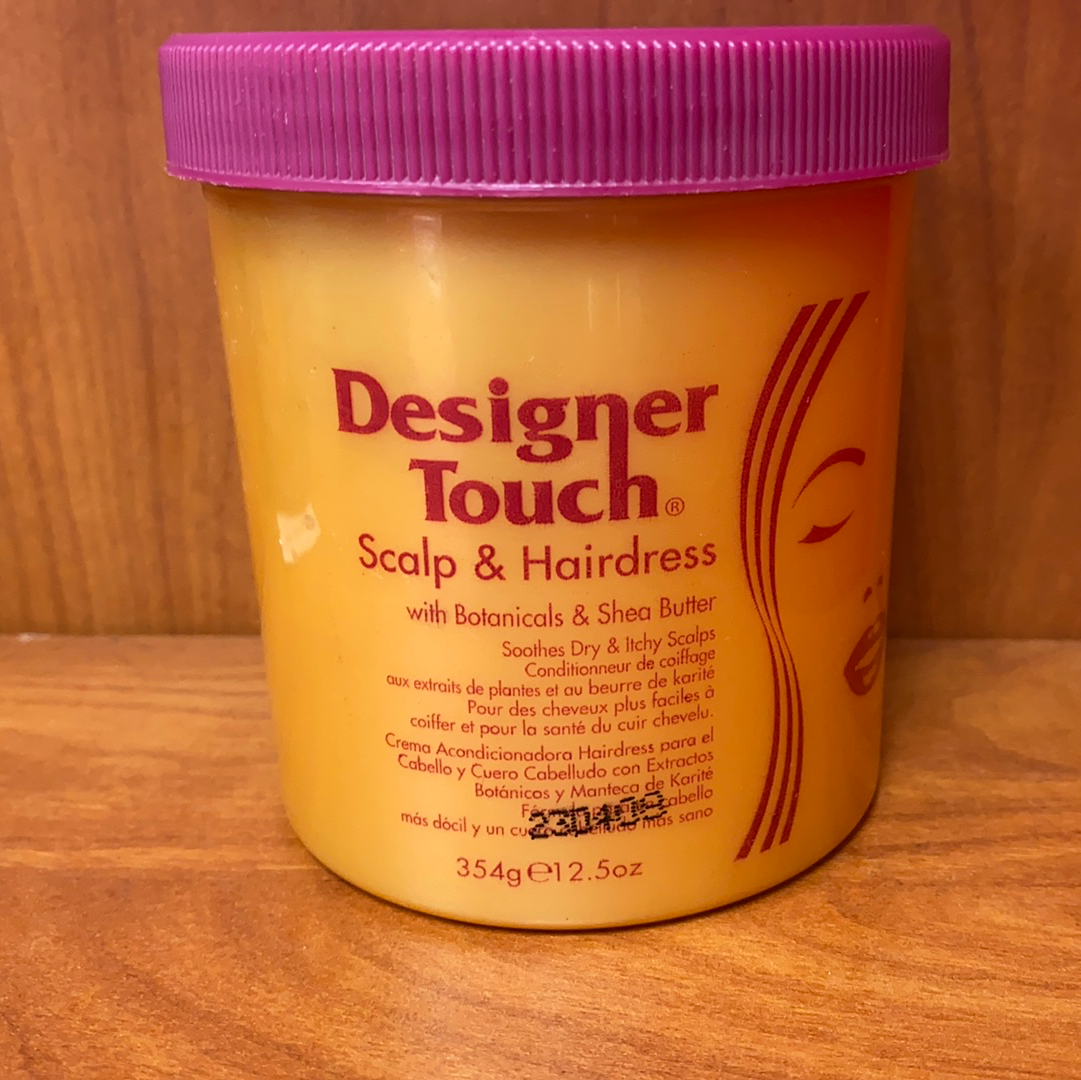 Designer
Touch®
Scalp & Hairdress
with Botanicals & Shea Butter
Soothes Dry & Itchy Scalps
Conditionneur de coiffage
aux extraits de plantes et au beurre de karité
Pour des cheveux plus faciles à
coiffer et pour la santé du cuir chevelu.
Crema Acondicionadora Hairdress para el
Cabello y Cuero Cabelludo con Extractos
Botánicos y Manteca de Karité
cabello
más dócil y un más sano
354g℮12.5oz